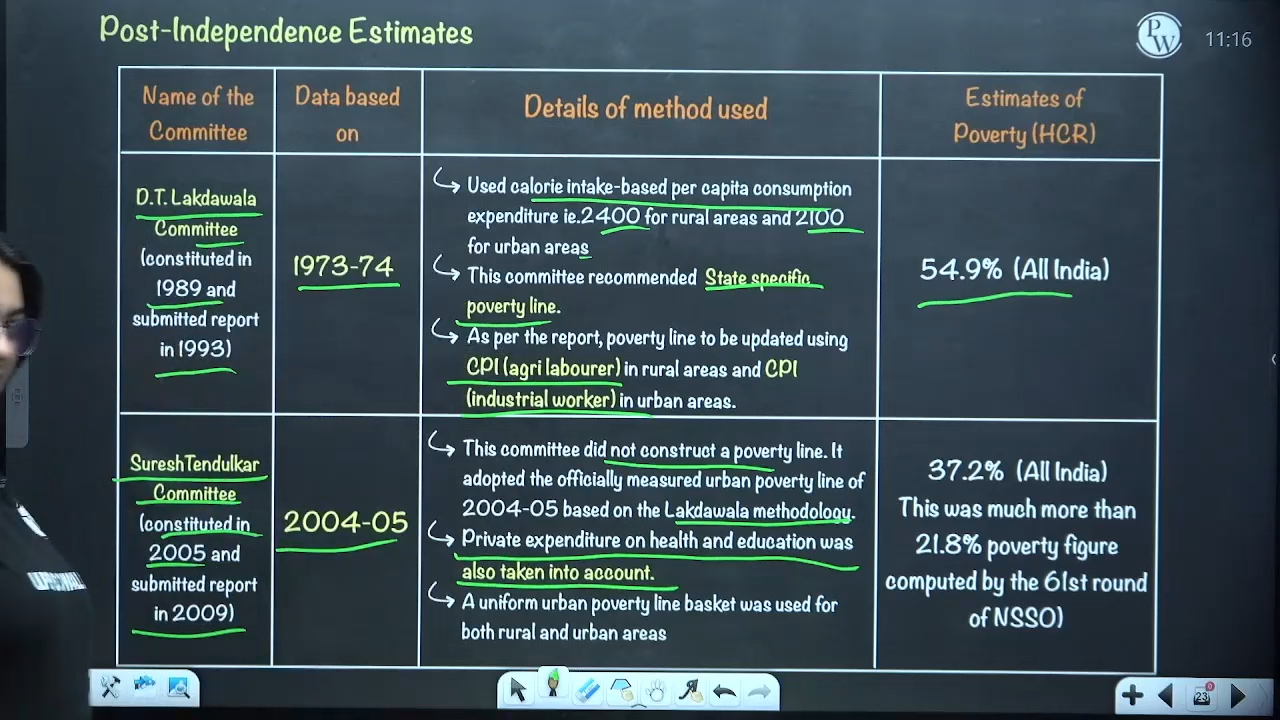 Post-Independence Estimates
PW
11:16
Name of the
Committee
Data based
on
Details of method used
Estimates of
Poverty (HCR)
D.T. Lakdawala
Committee
(constituted in
1989 and
submitted report
in 1993)
1973-74
Used calorie intake-based per capita consumption
expenditure ie.2400 for rural areas and 2100
for urban areas
This committee recommended State specific
poverty line.
As per the report, poverty line to be updated using
CPI (agri labourer) in rural areas and CPI
(industrial worker) in urban areas.
54.9% (All India)
SureshTendulkar
Committee
(constituted in
2005 and
submitted report
in 2009)
2004-05
This committee did not construct a poverty line. It
adopted the officially measured urban poverty line of
2004-05 based on the Lakdawala methodology.
Private expenditure on health and education was
also taken into account.
A uniform urban poverty line basket was used for
both rural and urban areas
37.2% (All India)
This was much more than
21.8% poverty figure
computed by the 61st round
of NSSO)
23